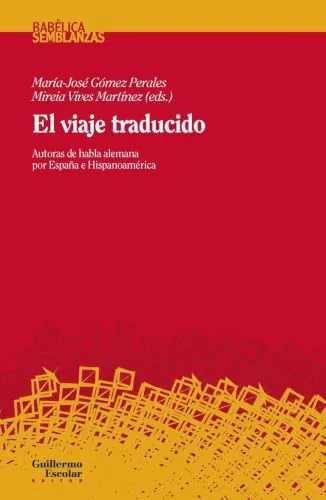 BABÉLICA
SEMBLANZAS
María-José Gómez Perales
Mireia Vives Martínez (eds.)
El viaje traducido
Autoras de habla alemana
por España e Hispanoamérica
Guillermo
Escolar
EDITOR